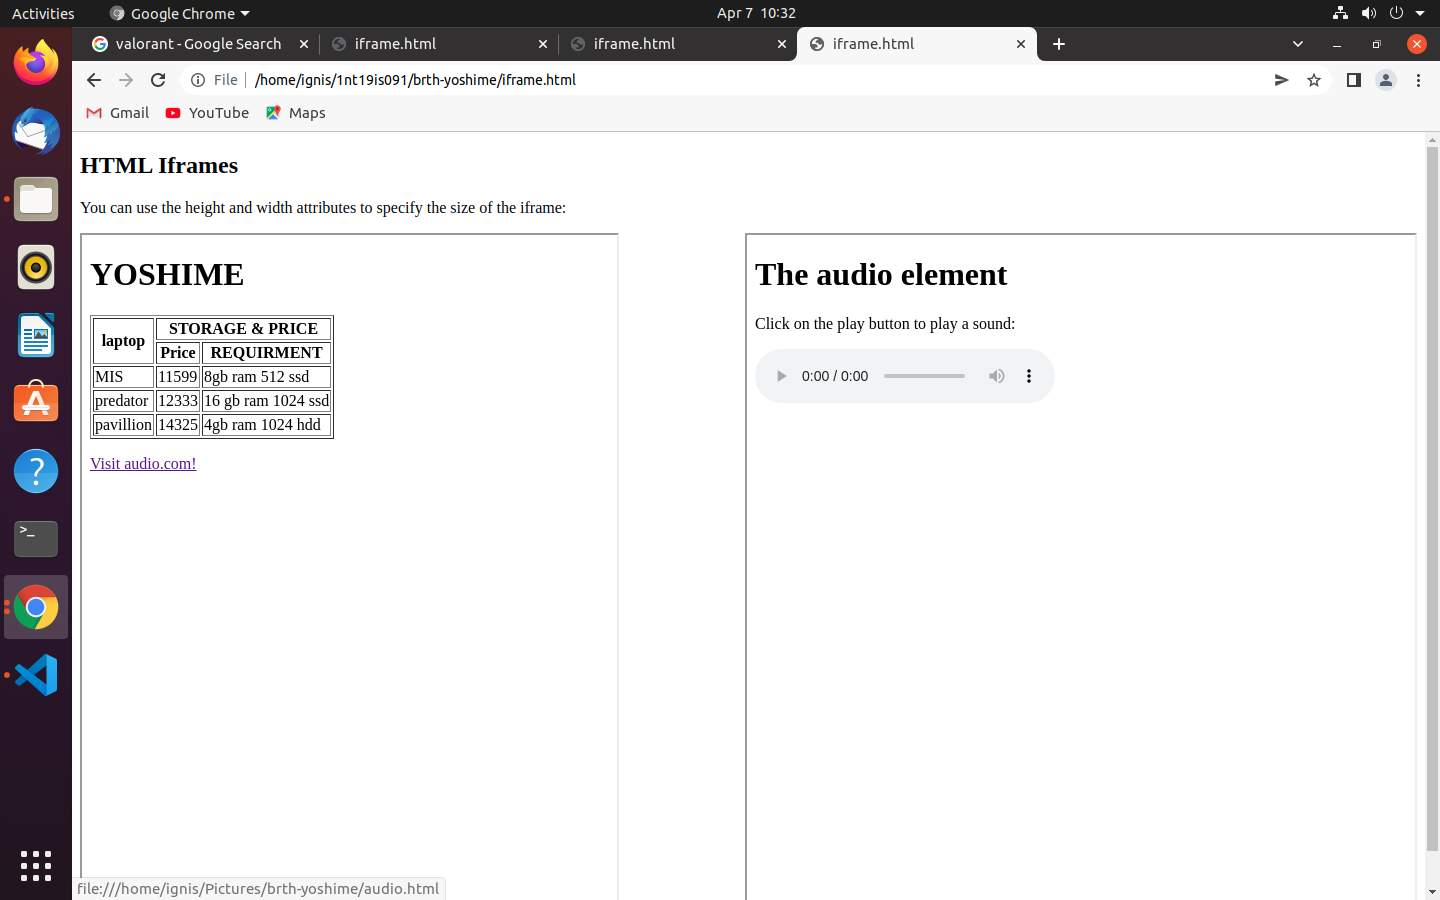 Activities Google Chrome Apr 7 10:32
valorant - Google Search iframe.html iframe.html iframe.html
File /home/ignis/1nt19is091/brth-yoshime/iframe.html
Gmail YouTube Maps
HTML Iframes
You can use the height and width attributes to specify the size of the iframe:
YOSHIME
laptop STORAGE & PRICE
Price REQUIRMENT
MIS 11599 8gb ram 512 ssd
predator 12333 16 gb ram 1024 ssd
pavillion 14325 4gb ram 1024 hdd
Visit audio.com!
The audio element
Click on the play button to play a sound:
0:00 / 0:00
file:///home/ignis/Pictures/brth-yoshime/audio.html